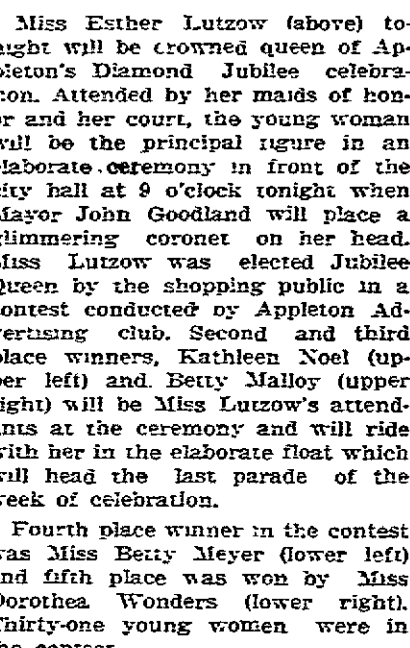 Miss Esther Lutzow (above) to-
night will be crowned queen of Ap-
pleton's Diamond Jubilee celebra-
tion. Attended by her maids of hon-
or and her court, the young woman
will be the principal figure in an
elaborate ceremony in front of the
city hall at 9 o'clock tonight when
Mayor John Goodland will place a
glimmering coronet on her head.
Miss Lutzow was elected Jubilee
Queen by the shopping public in a
contest conducted by Appleton Ad-
vertising club. Second and third
place winners, Kathleen Noel (up-
per left) and Betty Malloy (upper
right) will be Miss Lutzow's attend-
ants at the ceremony and will ride
with her in the elaborate float which
will head the last parade of the
week of celebration.
Fourth place winner in the contest
was Miss Betty Meyer (lower left)
and fifth place was won by Miss
Dorothea Wonders (lower right).
Thirty-one young women were in
the contest.